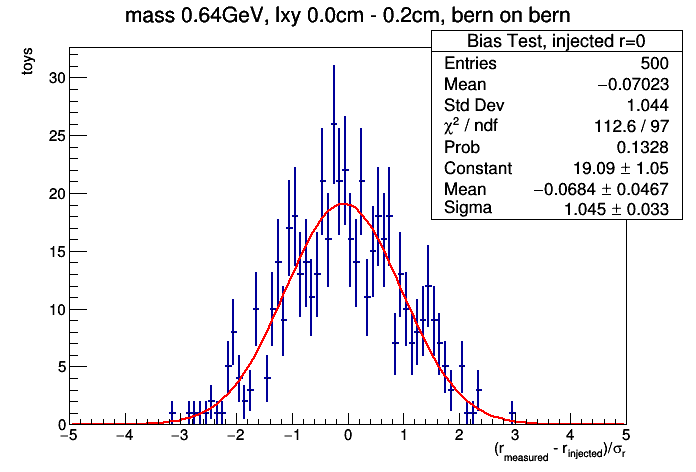 mass 0.64GeV, lxy 0.0cm - 0.2cm, bern on bern
toys
Bias Test, injected r=0
Entries 500
Mean −0.07023
Std Dev 1.044
χ² / ndf 112.6 / 97
Prob 0.1328
Constant 19.09 ± 1.05
Mean −0.0684 ± 0.0467
Sigma 1.045 ± 0.033
30
25
20
15
10
5
0
−5 −4 −3 −2 −1 0 1 2 3 4 5
(r_measured - r_injected)/σ_r